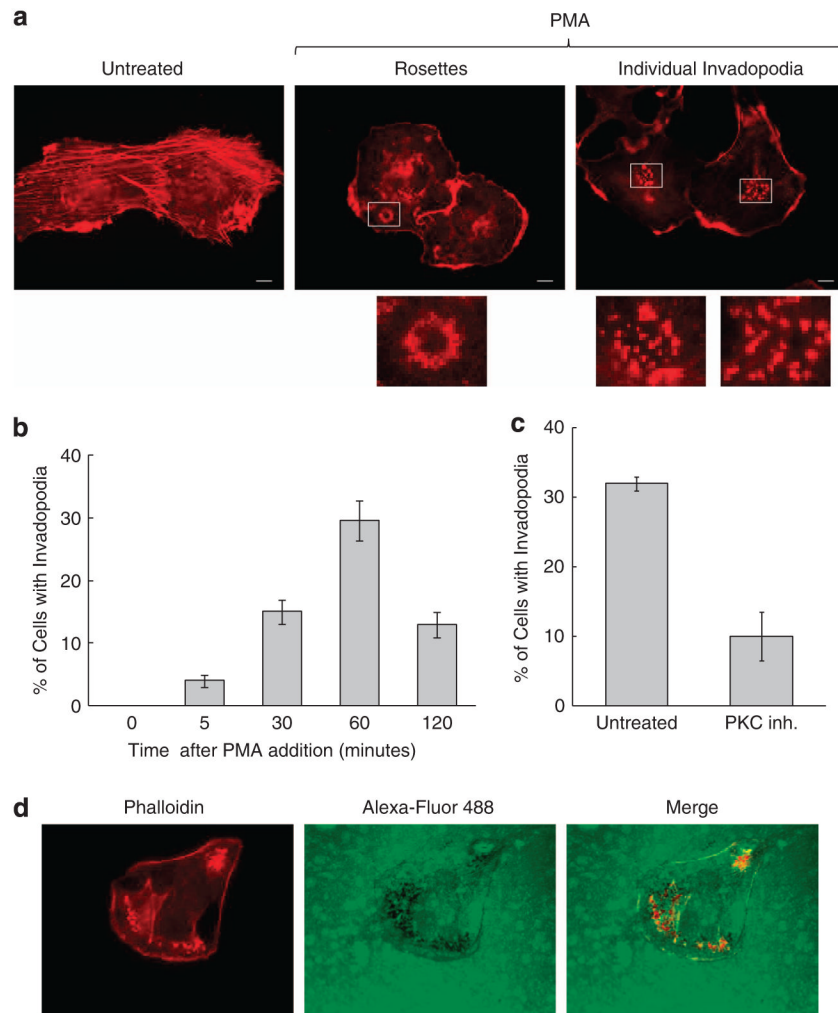 a
PMA
Untreated
Rosettes
Individual Invadopodia
b
% of Cells with Invadopodia
40
30
20
10
0
0
5
30
60
120
Time after PMA addition (minutes)
c
% of Cells with Invadopodia
40
30
20
10
0
Untreated
PKC inh.
d
Phalloidin
Alexa-Fluor 488
Merge